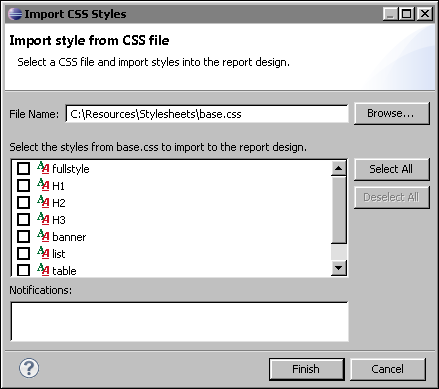 Import CSS Styles
Import style from CSS file
Select a CSS file and import styles into the report design.
File Name: C:\Resources\Stylesheets\base.css Browse...
Select the styles from base.css to import to the report design.
fullstyle
H1
H2
H3
banner
list
table
Select All
Deselect All
Notifications:
? Finish Cancel